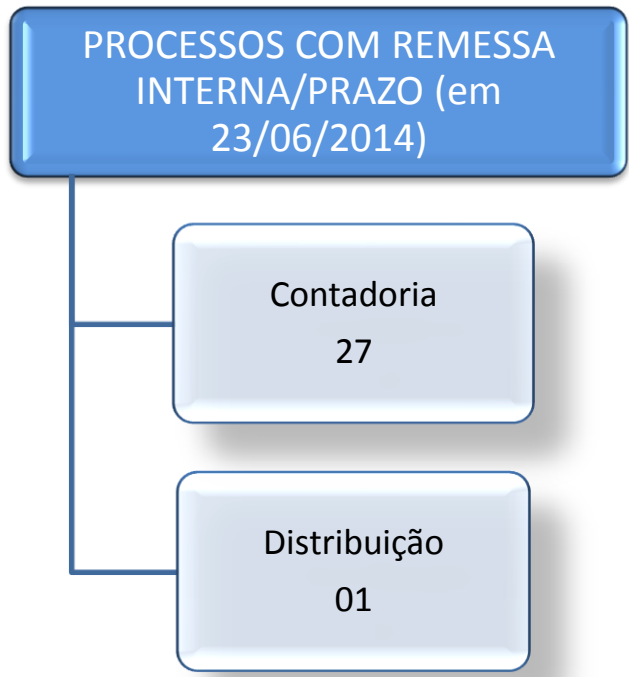 PROCESSOS COM REMESSA
INTERNA/PRAZO (em
23/06/2014)
Contadoria
27
Distribuição
01